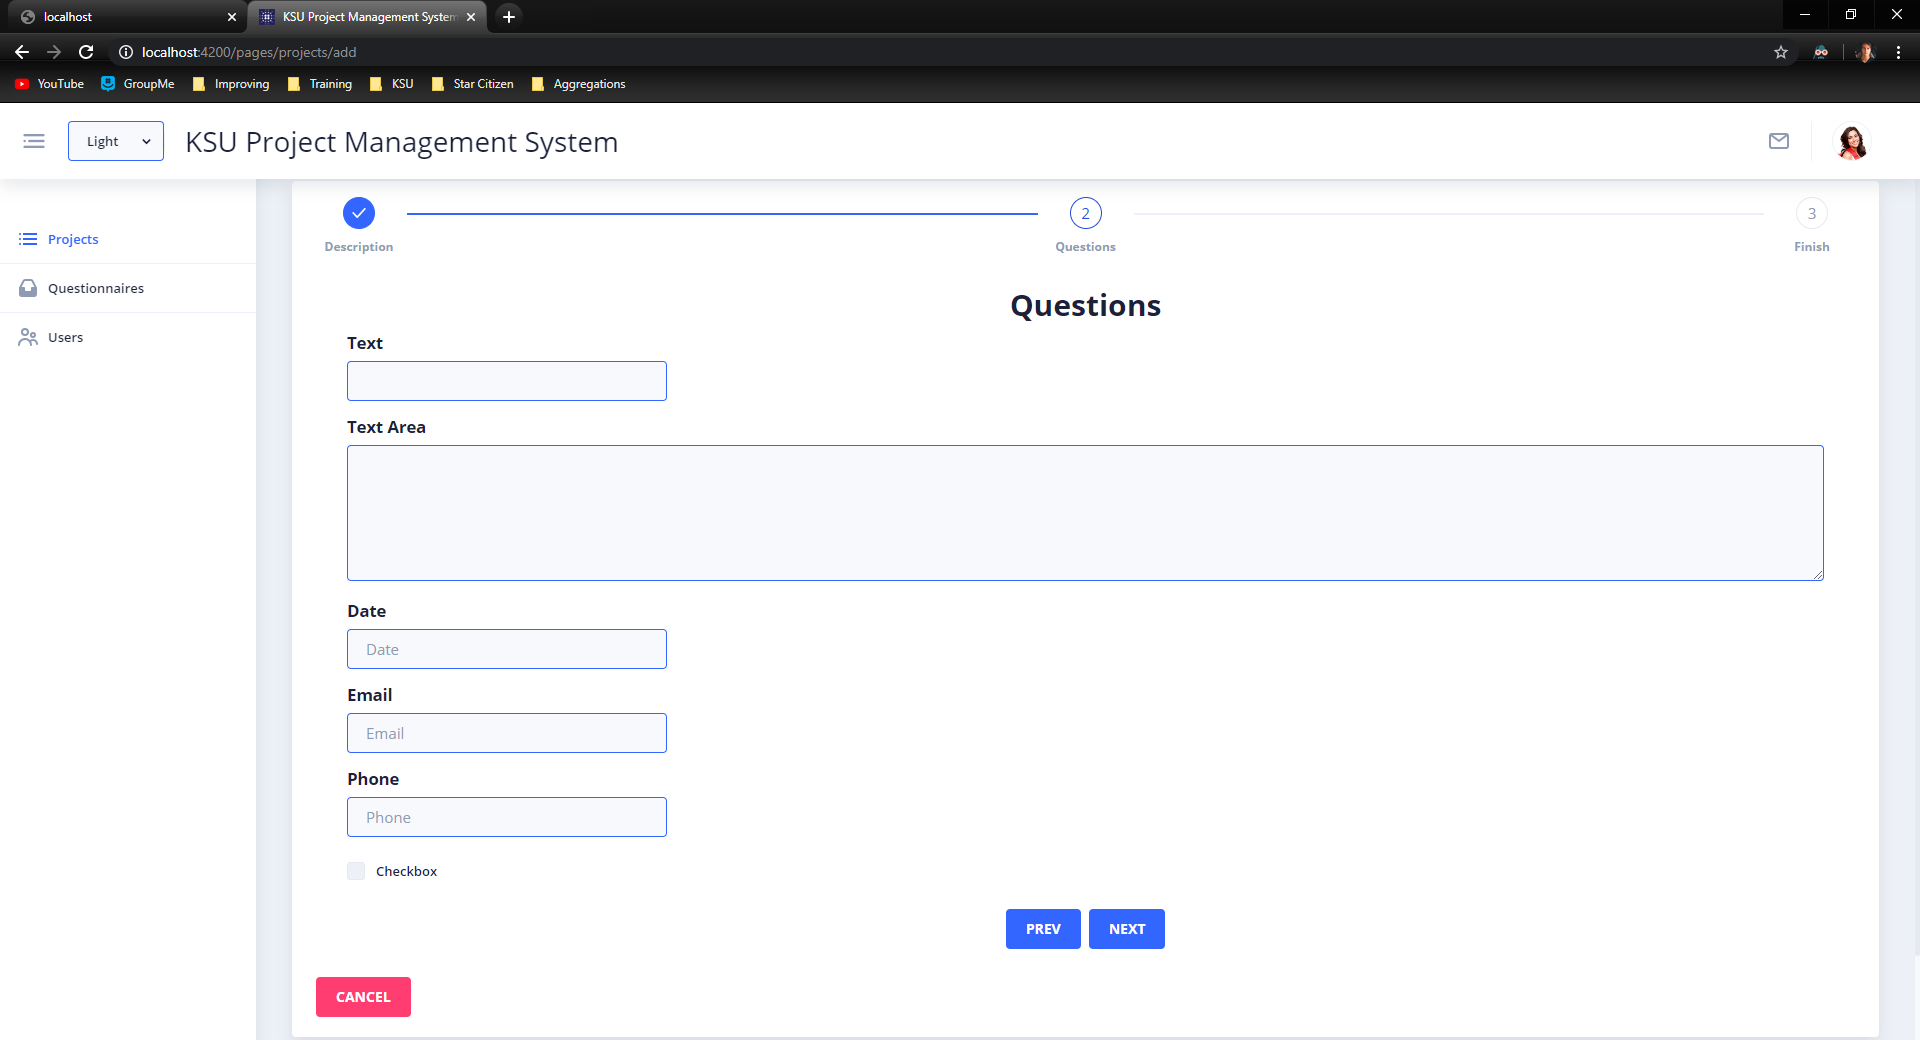 localhost
KSU Project Management System
localhost:4200/pages/projects/add
YouTube GroupMe Improving Training KSU Star Citizen Aggregations
Light KSU Project Management System
Projects
Questionnaires
Users
2 3
Description Questions Finish
Questions
Text
Text Area
Date
Date
Email
Email
Phone
Phone
Checkbox
PREV NEXT
CANCEL